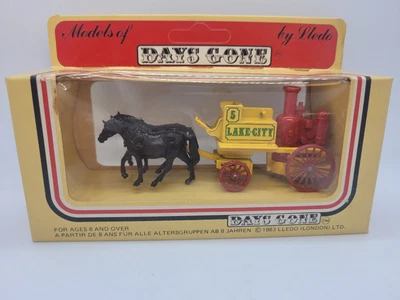 Models of by Lledo
DAYS GONE
5
LAKE·CITY
DAYS GONE
FOR AGES 8 AND OVER
A PARTIR DE 8 ANS FÜR ALLE ALTERSGRUPPEN AB 8 JAHREN © 1983 LLEDO (LONDON) LTD.